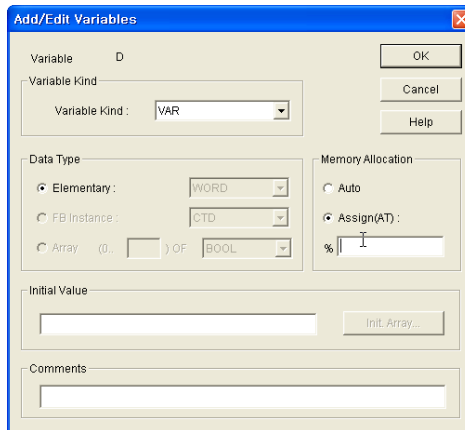 Add/Edit Variables
Variable D
OK
Variable Kind
Variable Kind : VAR
Cancel
Help
Data Type
Memory Allocation
Elementary : WORD
Auto
FB Instance : CTD
Assign(AT) :
Array (0.. ) OF BOOL
%
Initial Value
Init. Array...
Comments